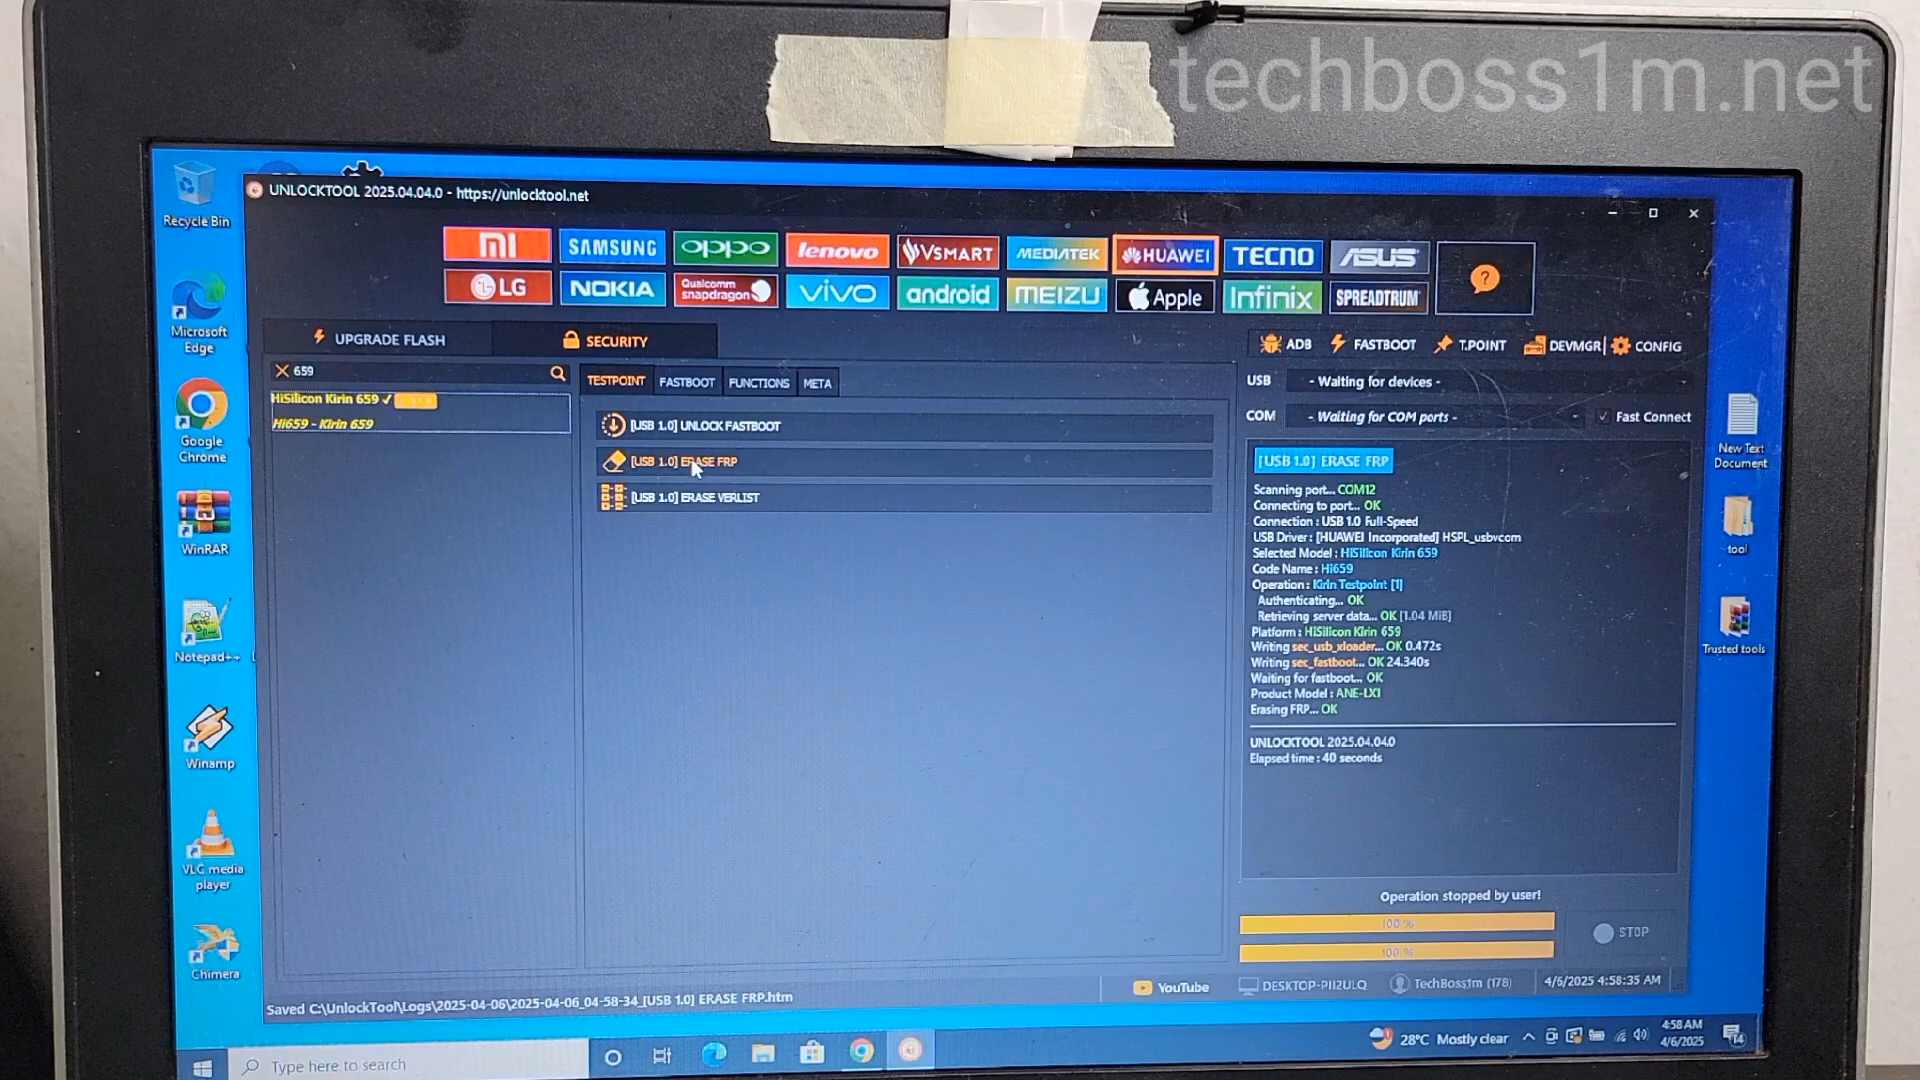 techboss1m.net
Recycle Bin
UNLOCKTOOL 2025.04.04.0 - https://unlocktool.net
MI
SAMSUNG
OPPO
lenovo
VSMART
MEDIATEK
HUAWEI
TECNO
ASUS
?
LG
NOKIA
Qualcomm
snapdragon
VIVO
android
MEIZU
Apple
Infinix
SPREADTRUM
UPGRADE FLASH
SECURITY
ADB
FASTBOOT
T.POINT
DEVMGR
CONFIG
659
TESTPOINT
FASTBOOT
FUNCTIONS
META
USB
- Waiting for devices -
HiSilicon Kirin 659 ✓
Hi659 - Kirin 659
COM
- Waiting for COM ports -
Fast Connect
[USB 1.0] UNLOCK FASTBOOT
[USB 1.0] ERASE FRP
[USB 1.0] ERASE VERLIST
[USB 1.0] ERASE FRP
Scanning port... COM12
Connecting to port... OK
Connection : USB 1.0 Full-Speed
USB Driver : [HUAWEI Incorporated] HSPL_usbvcom
Selected Model : HiSilicon Kirin 659
Code Name : Hi659
Operation : Kirin Testpoint [1]
Authenticating... OK
Retrieving server data... OK [1.04 MiB]
Platform : HiSilicon Kirin 659
Writing sec_usb_xloader... OK 0.472s
Writing sec_fastboot... OK 24.340s
Waiting for fastboot... OK
Product Model : ANE-LX1
Erasing FRP... OK
UNLOCKTOOL 2025.04.04.0
Elapsed time : 40 seconds
Operation stopped by user!
100 %
100 %
STOP
Saved C:\UnlockTool\Logs\2025-04-06\2025-04-06_04-58-34_[USB 1.0] ERASE FRP.htm
YouTube
DESKTOP-PII2ULQ
TechBoss1m (178)
4/6/2025 4:58:35 AM
Microsoft
Edge
Google
Chrome
WinRAR
Notepad++
Winamp
VLC media
player
Chimera
New Text
Document
tool
Trusted tools
Type here to search
28°C Mostly clear
4:58 AM
4/6/2025
14